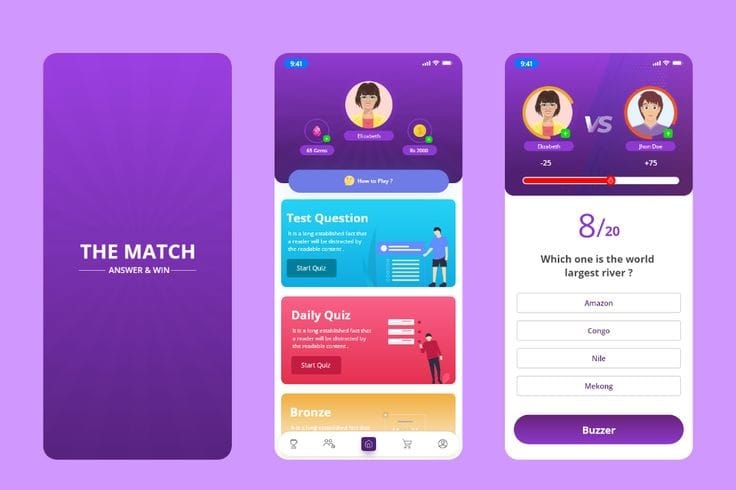 THE MATCH
ANSWER & WIN
9:41
Elizabeth
65 Gems
Rs 2000
How to Play ?
Test Question
It is a long established fact that
a reader will be distracted by
the readable content .
Start Quiz
Daily Quiz
It is a long established fact that
a reader will be distracted by
the readable content .
Start Quiz
Bronze
It is a long established fact that
9:41
VS
Elizabeth
Jhon Doe
-25
+75
8/20
Which one is the world
largest river ?
Amazon
Congo
Nile
Mekong
Buzzer